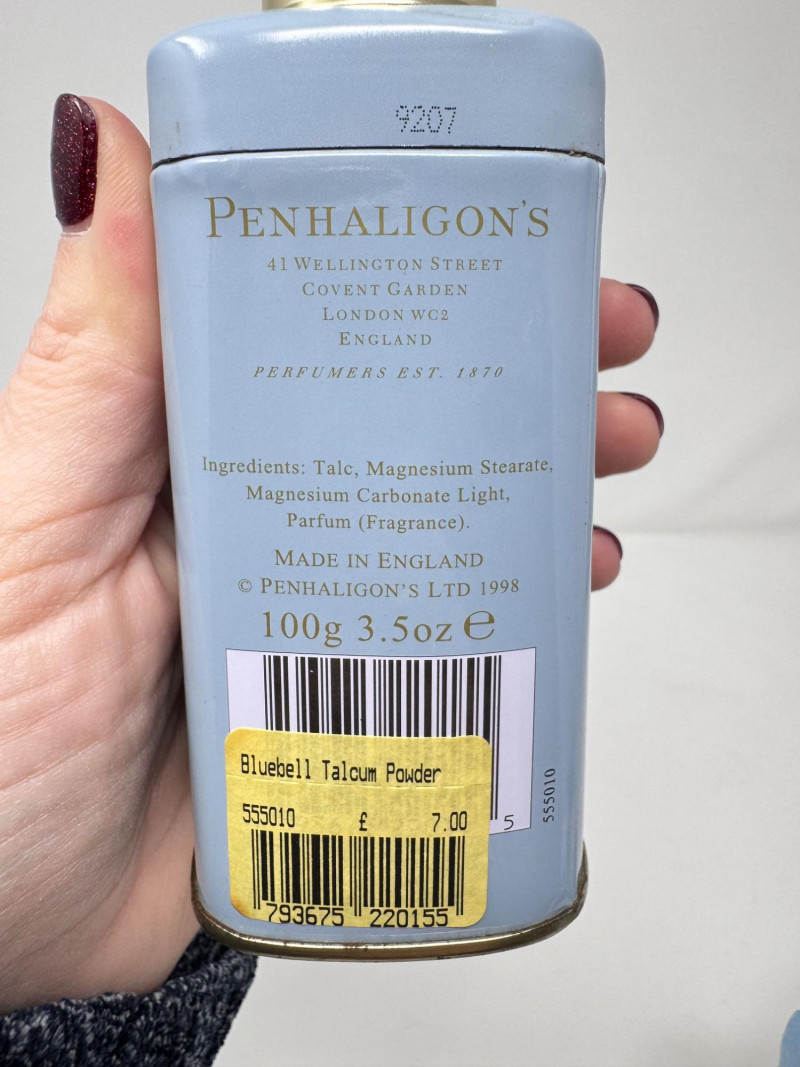 9207
PENHALIGON'S
41 WELLINGTON STREET
COVENT GARDEN
LONDON WC2
ENGLAND
PERFUMERS EST. 1870
Ingredients: Talc, Magnesium Stearate,
Magnesium Carbonate Light,
Parfum (Fragrance).
MADE IN ENGLAND
© PENHALIGON'S LTD 1998
100g 3.5oz ℮
5
555010
Bluebell Talcum Powder
555010 £ 7.00
793675 220155